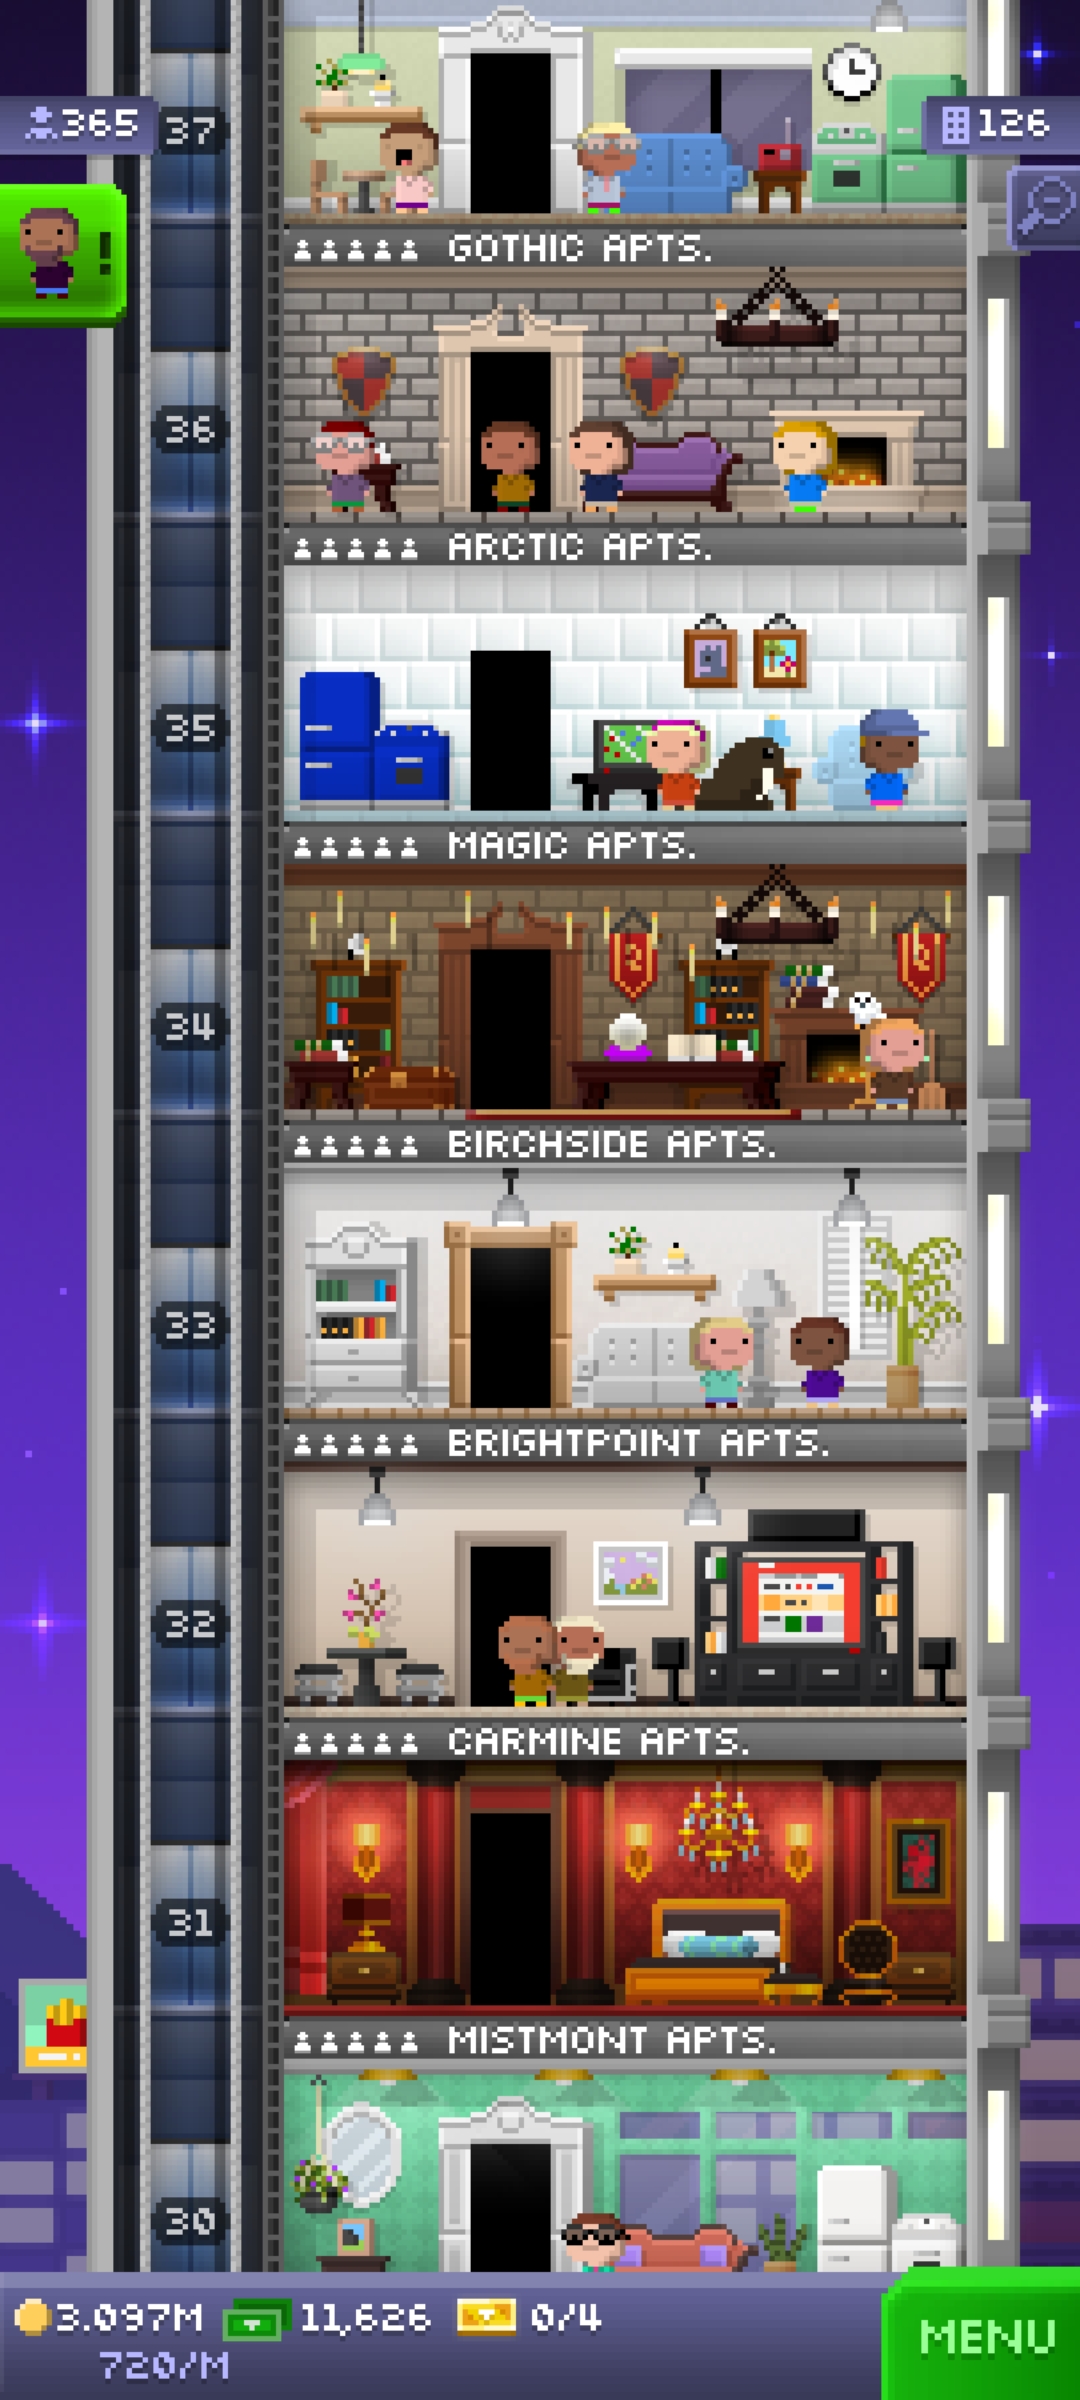 365
37
126
!
GOTHIC APTS.
36
ARCTIC APTS.
35
MAGIC APTS.
34
BIRCHSIDE APTS.
33
BRIGHTPOINT APTS.
32
CARMINE APTS.
31
MISTMONT APTS.
30
3.097M 11,626 0/4
720/M
MENU